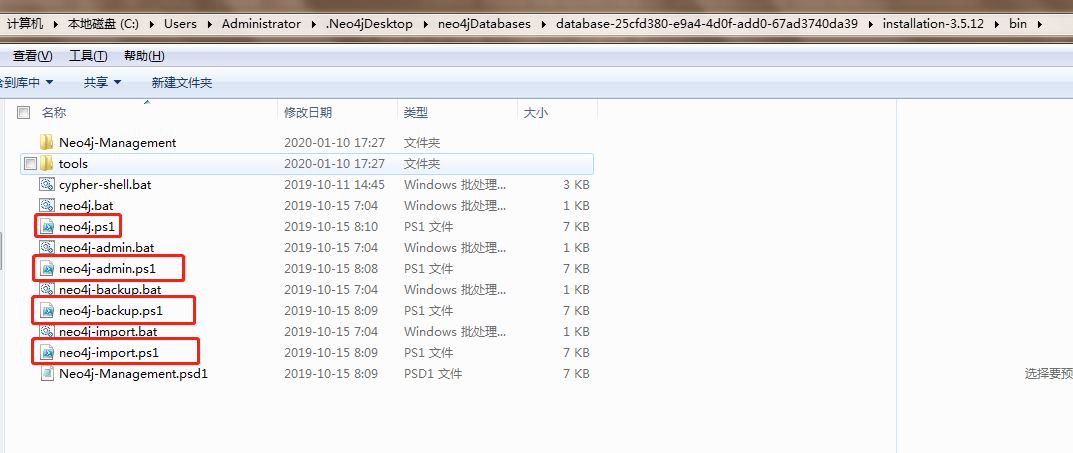 计算机 本地磁盘 (C:) Users Administrator .Neo4jDesktop neo4jDatabases database-25cfd380-e9a4-4d0f-add0-67ad3740da39 installation-3.5.12 bin
查看(V) 工具(T) 帮助(H)
含到库中 共享 新建文件夹
名称 修改日期 类型 大小
Neo4j-Management 2020-01-10 17:27 文件夹
tools 2020-01-10 17:27 文件夹
cypher-shell.bat 2019-10-11 14:45 Windows 批处理... 3 KB
neo4j.bat 2019-10-15 7:04 Windows 批处理... 1 KB
neo4j.ps1 2019-10-15 8:10 PS1 文件 7 KB
neo4j-admin.bat 2019-10-15 7:04 Windows 批处理... 1 KB
neo4j-admin.ps1 2019-10-15 8:08 PS1 文件 7 KB
neo4j-backup.bat 2019-10-15 7:04 Windows 批处理... 1 KB
neo4j-backup.ps1 2019-10-15 8:09 PS1 文件 7 KB
neo4j-import.bat 2019-10-15 7:04 Windows 批处理... 1 KB
neo4j-import.ps1 2019-10-15 8:09 PS1 文件 7 KB
Neo4j-Management.psd1 2019-10-15 8:09 PSD1 文件 7 KB
选择要预